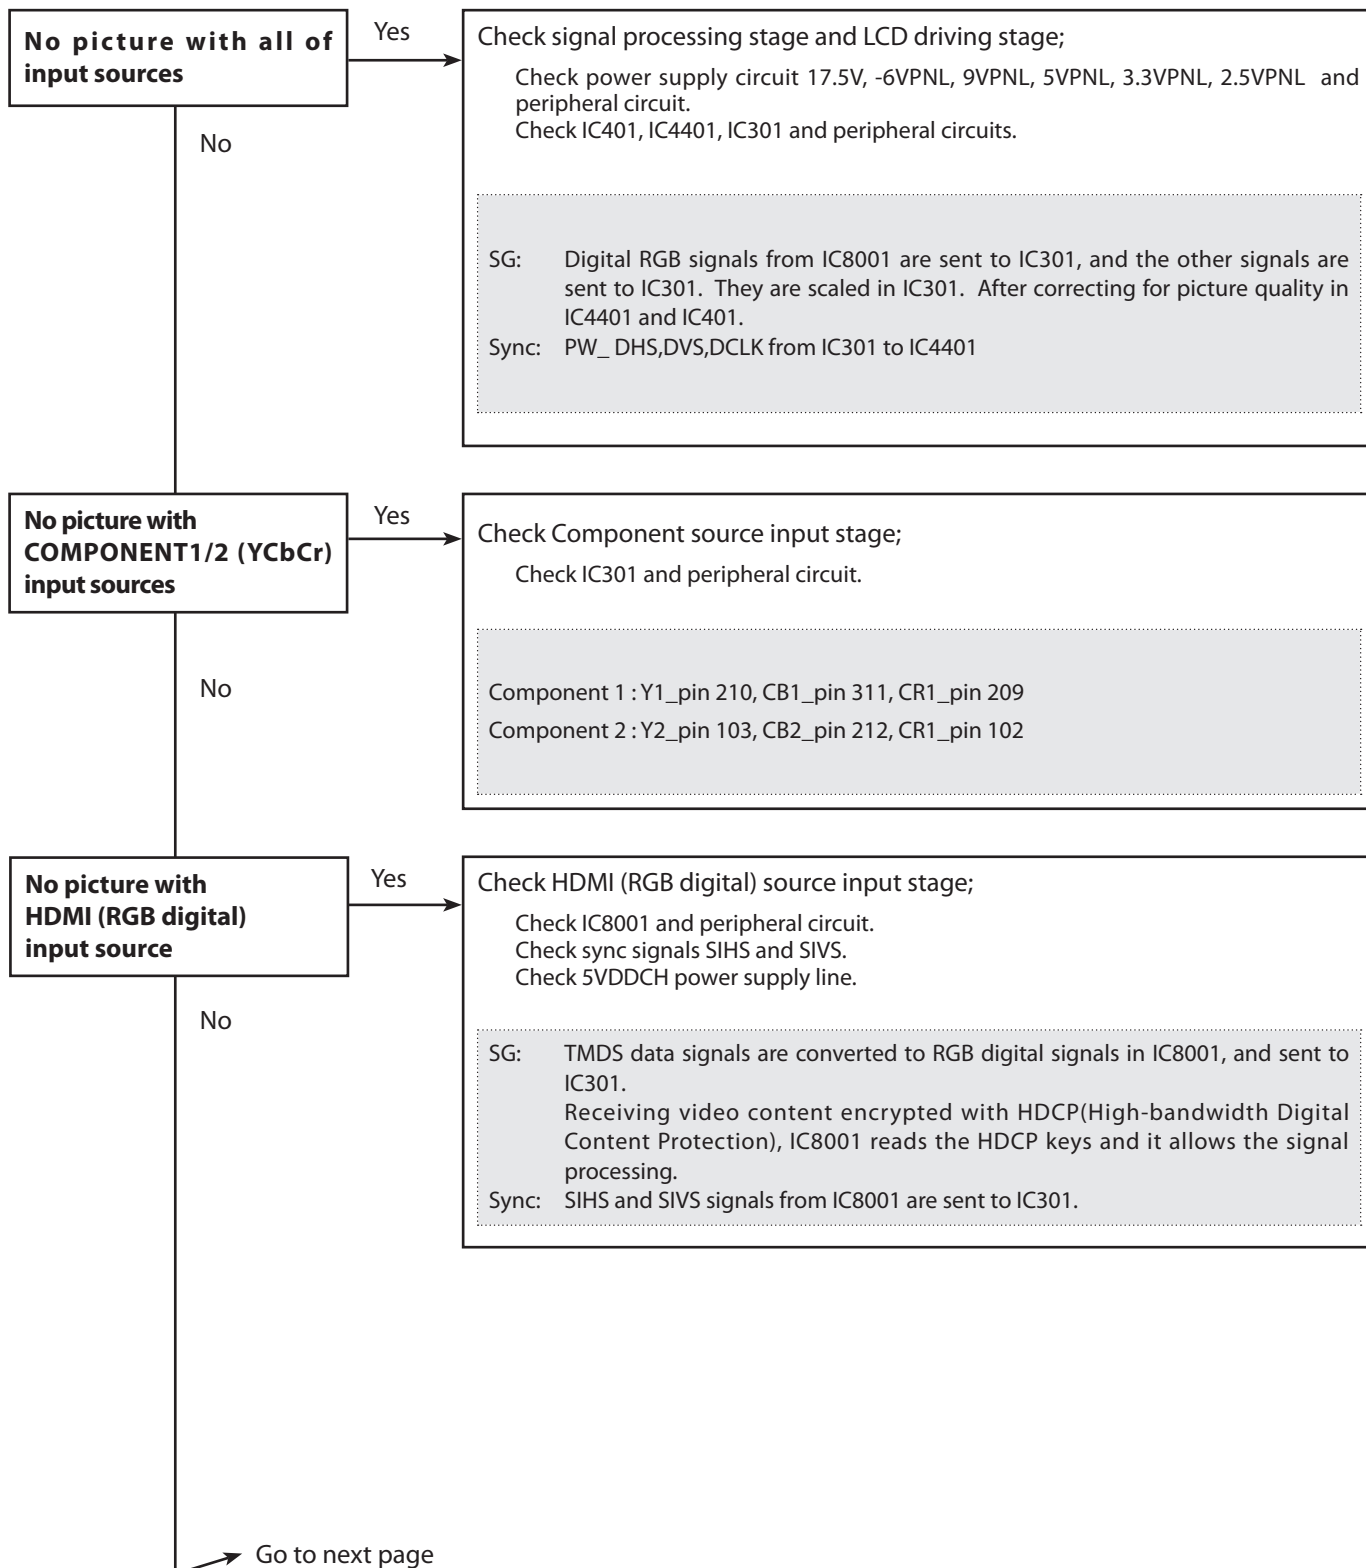 No picture with all of
input sources
Yes
No
Check signal processing stage and LCD driving stage;
Check power supply circuit 17.5V, -6VPNL, 9VPNL, 5VPNL, 3.3VPNL, 2.5VPNL and
peripheral circuit.
Check IC401, IC4401, IC301 and peripheral circuits.
SG: Digital RGB signals from IC8001 are sent to IC301, and the other signals are
sent to IC301. They are scaled in IC301. After correcting for picture quality in
IC4401 and IC401.
Sync: PW_ DHS,DVS,DCLK from IC301 to IC4401
No picture with
COMPONENT1/2 (YCbCr)
input sources
Yes
No
Check Component source input stage;
Check IC301 and peripheral circuit.
Component 1 : Y1_pin 210, CB1_pin 311, CR1_pin 209
Component 2 : Y2_pin 103, CB2_pin 212, CR1_pin 102
No picture with
HDMI (RGB digital)
input source
Yes
No
Check HDMI (RGB digital) source input stage;
Check IC8001 and peripheral circuit.
Check sync signals SIHS and SIVS.
Check 5VDDCH power supply line.
SG: TMDS data signals are converted to RGB digital signals in IC8001, and sent to
IC301.
Receiving video content encrypted with HDCP(High-bandwidth Digital
Content Protection), IC8001 reads the HDCP keys and it allows the signal
processing.
Sync: SIHS and SIVS signals from IC8001 are sent to IC301.
Go to next page